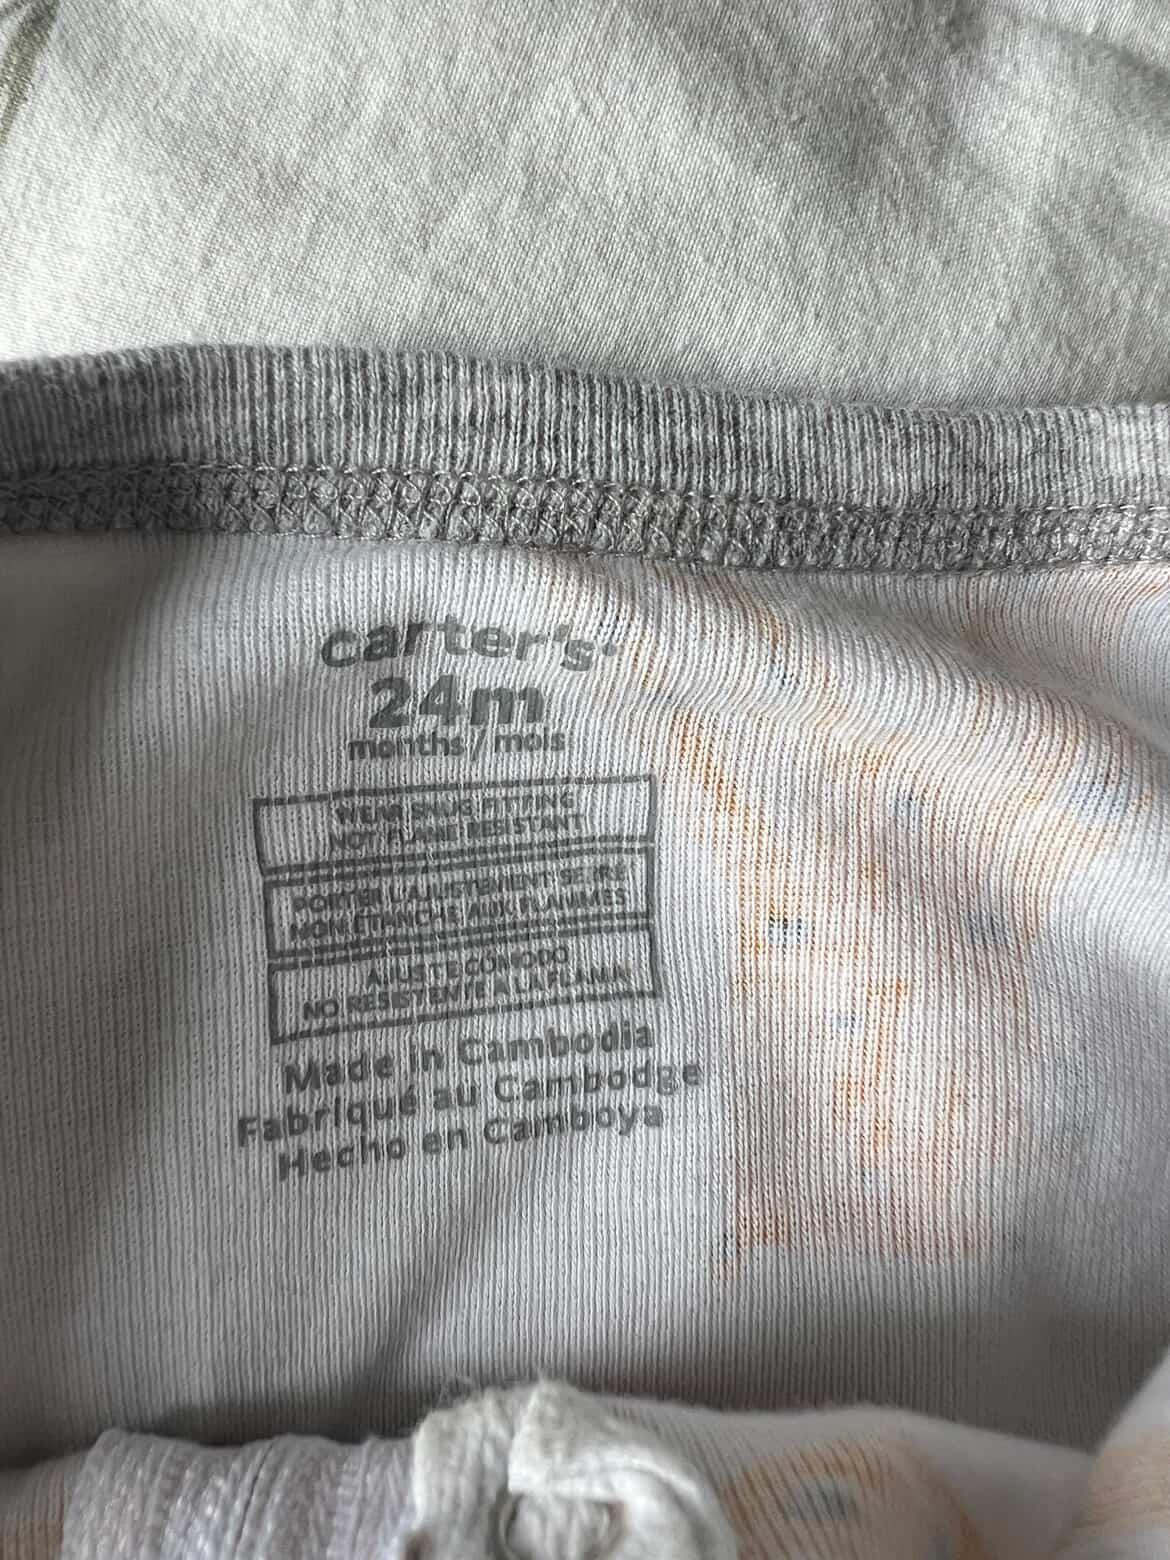 carter's
24m
months / mois
WEAR SNUG FITTING
NOT FLAME RESISTANT
PORTER L'AJUSTEMENT SERRÉ
NON ÉTANCHE AUX FLAMMES
AJUSTE CÓMODO
NO RESISTENTE A LA FLAMA
Made in Cambodia
Fabriqué au Cambodge
Hecho en Camboya